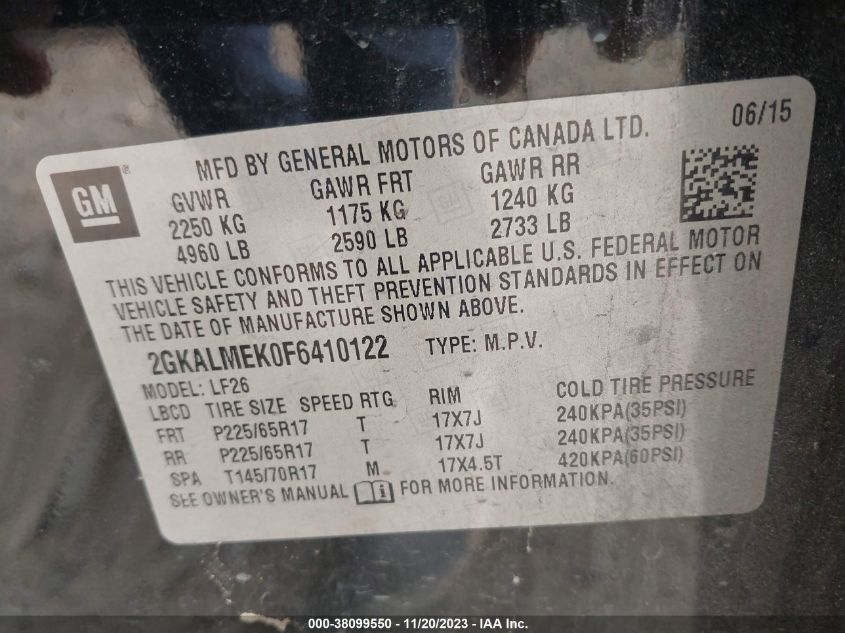 06/15
MFD BY GENERAL MOTORS OF CANADA LTD.
GM®
GVWR GAWR FRT GAWR RR
2250 KG 1175 KG 1240 KG
4960 LB 2590 LB 2733 LB
THIS VEHICLE CONFORMS TO ALL APPLICABLE U.S. FEDERAL MOTOR
VEHICLE SAFETY AND THEFT PREVENTION STANDARDS IN EFFECT ON
THE DATE OF MANUFACTURE SHOWN ABOVE.
2GKALMEK0F6410122 TYPE: M.P.V.
MODEL: LF26
LBCD TIRE SIZE SPEED RTG RIM COLD TIRE PRESSURE
FRT P225/65R17 T 17X7J 240KPA(35PSI)
RR P225/65R17 T 17X7J 240KPA(35PSI)
SPA T145/70R17 M 17X4.5T 420KPA(60PSI)
SEE OWNER'S MANUAL FOR MORE INFORMATION.
000-38099550 - 11/20/2023 - IAA Inc.